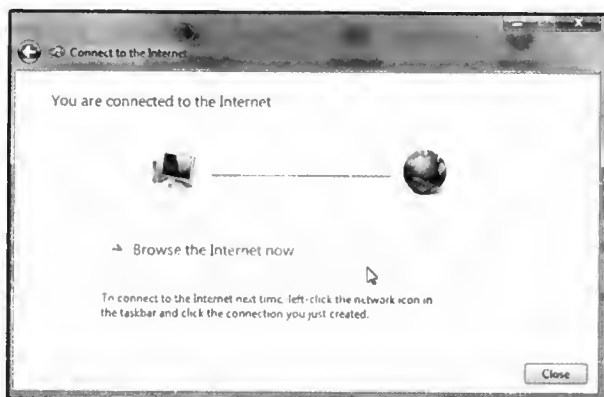 Connect to the Internet
You are connected to the Internet
Browse the Internet now
To connect to the Internet next time, left-click the network icon in
the taskbar and click the connection you just created.
Close